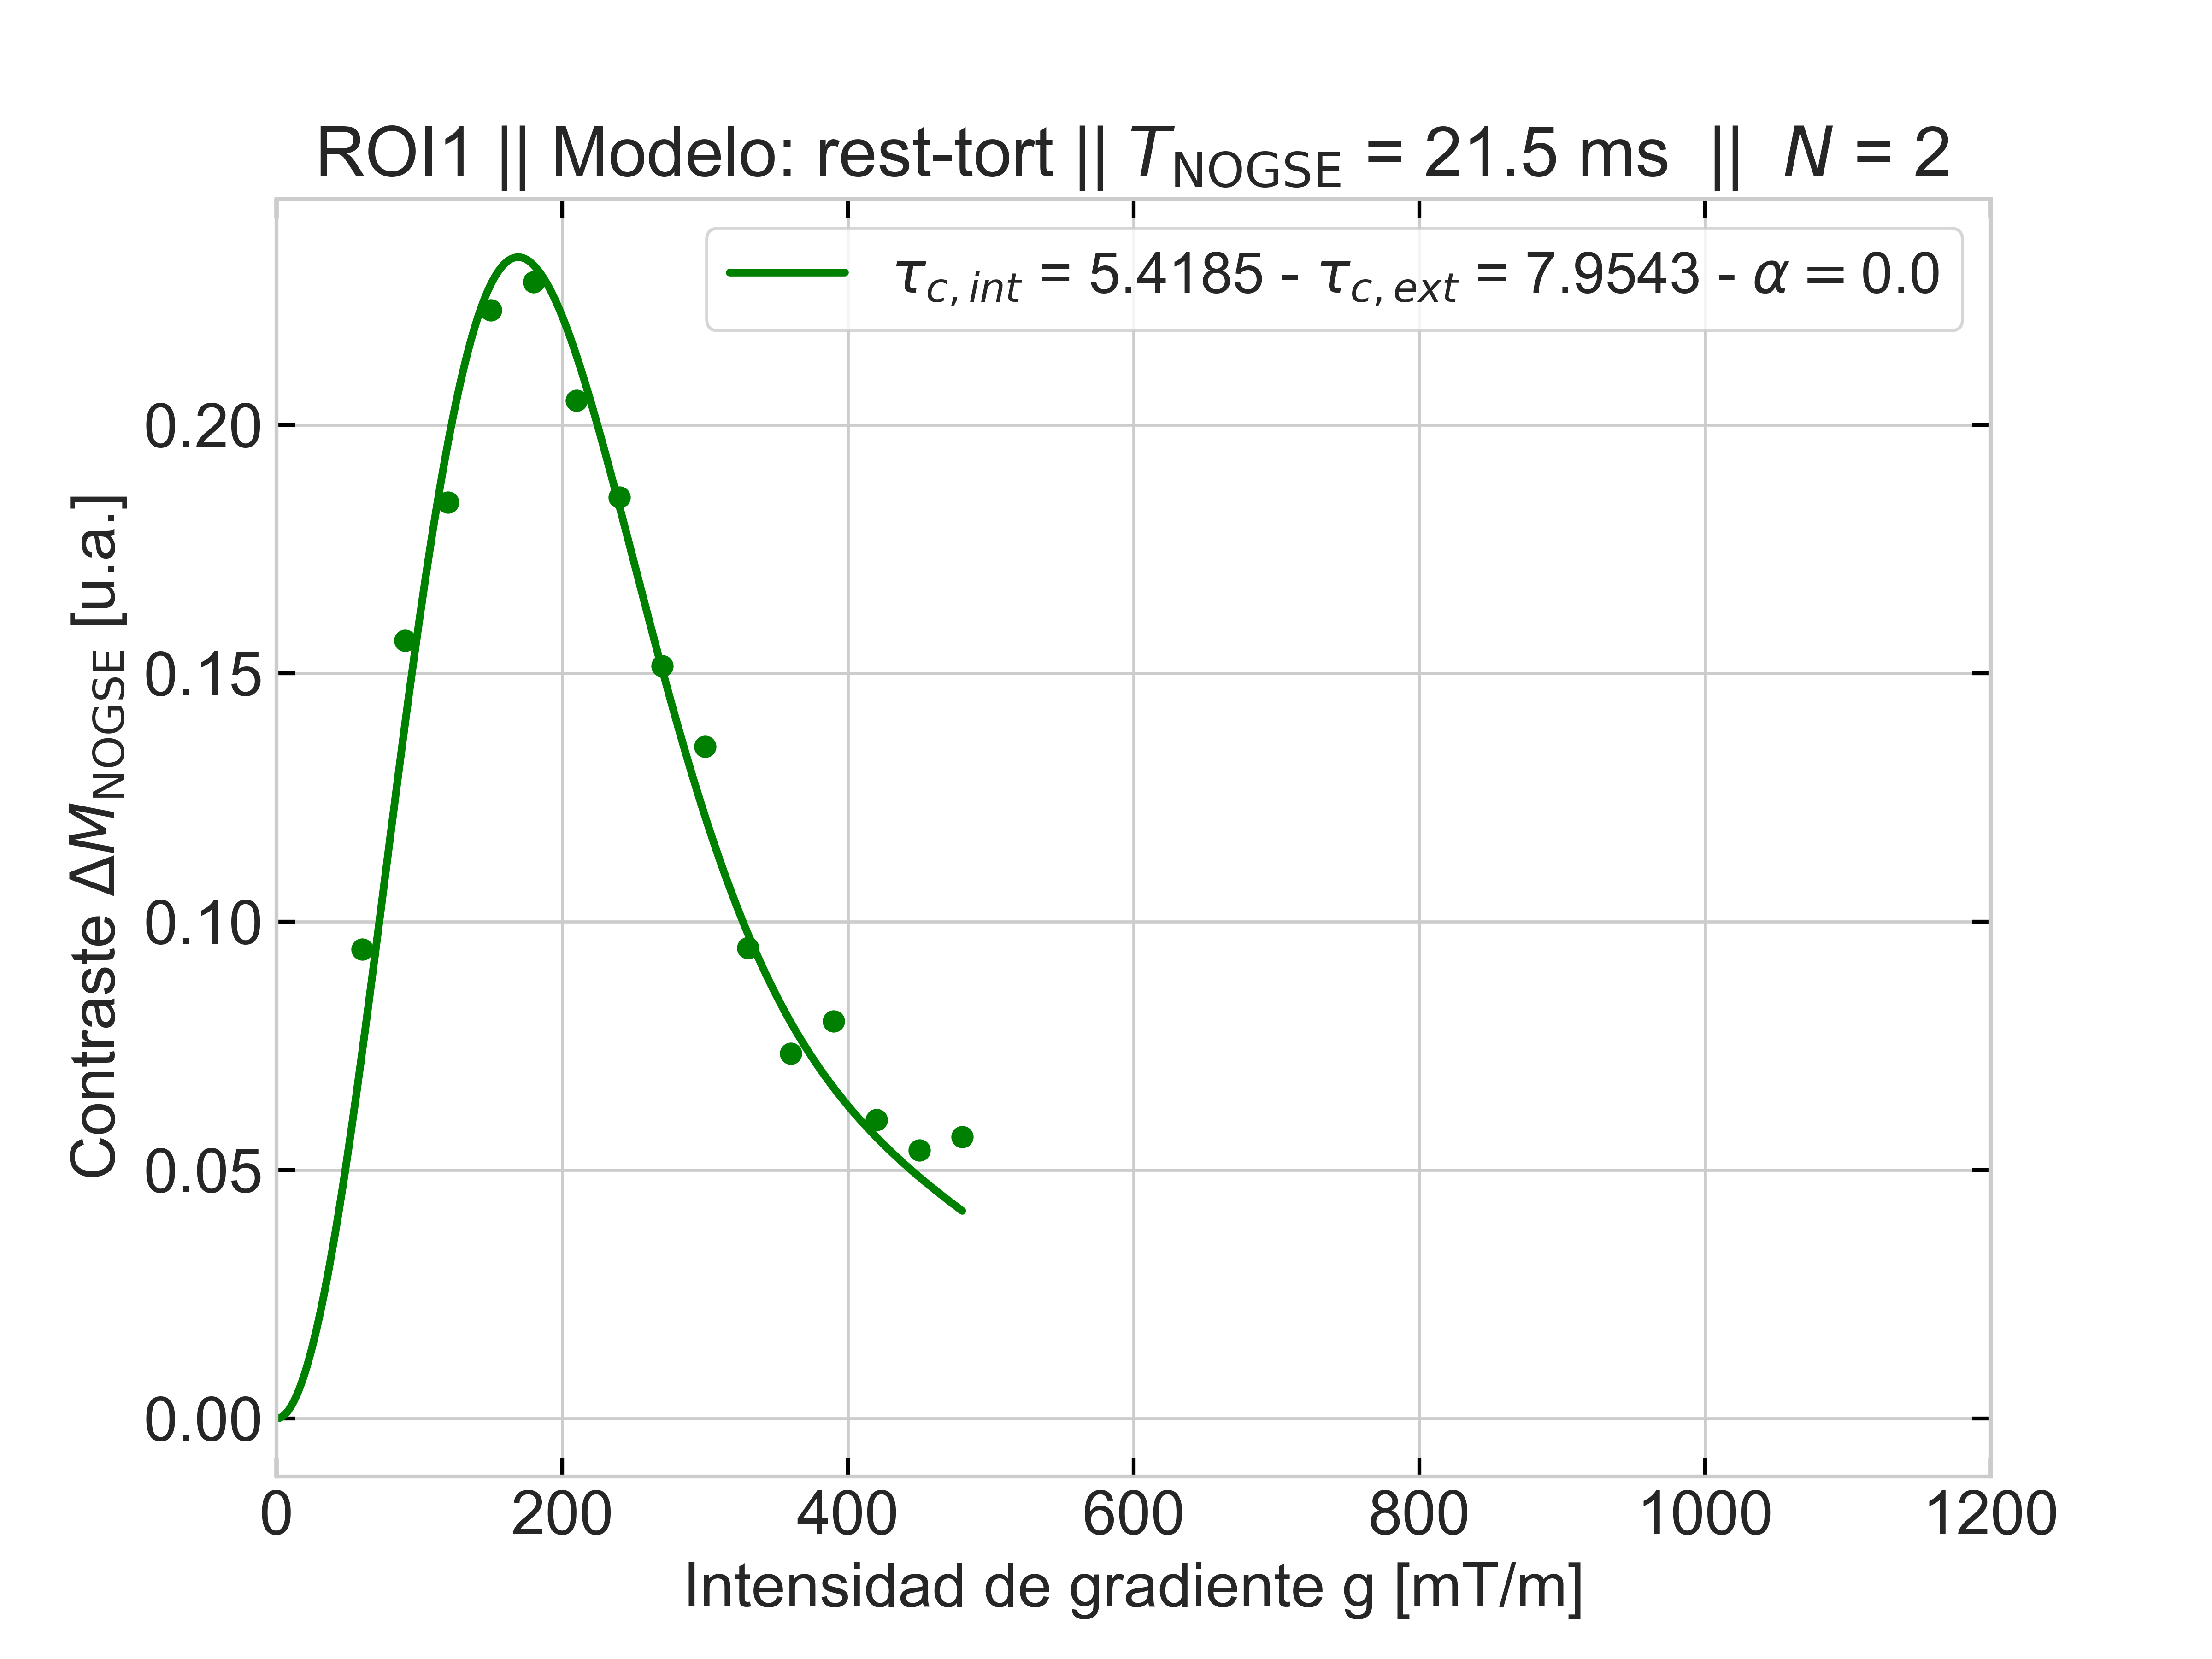 ROI1 || Modelo: rest-tort || T_NOGSE = 21.5 ms || N = 2
τ_c,int = 5.4185 - τ_c,ext = 7.9543 - α = 0.0
Contraste ΔM_NOGSE [u.a.]
0.20
0.15
0.10
0.05
0.00
0 200 400 600 800 1000 1200
Intensidad de gradiente g [mT/m]